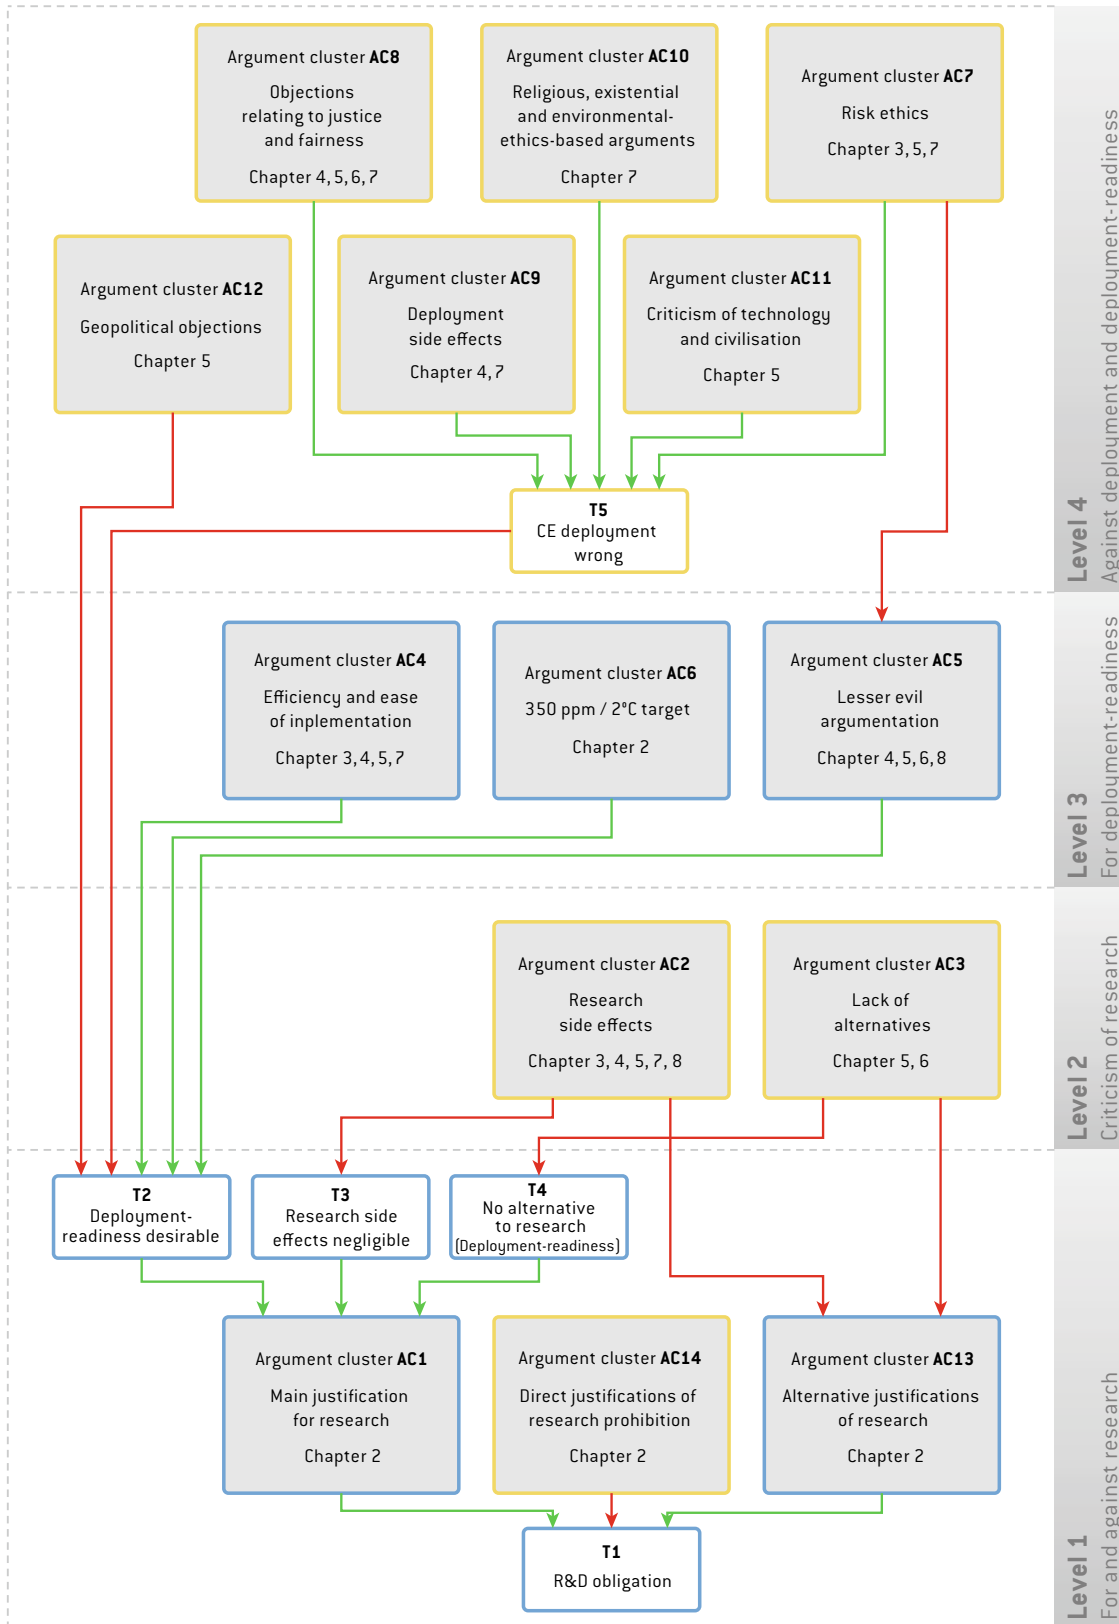 Argument cluster AC8
Objections
relating to justice
and fairness
Chapter 4, 5, 6, 7
Argument cluster AC10
Religious, existential
and environmental-
ethics-based arguments
Chapter 7
Argument cluster AC7
Risk ethics
Chapter 3, 5, 7
Argument cluster AC12
Geopolitical objections
Chapter 5
Argument cluster AC9
Deployment
side effects
Chapter 4, 7
Argument cluster AC11
Criticism of technology
and civilisation
Chapter 5
T5
CE deployment
wrong
Level 4
Against deployment and deployment-readiness
Argument cluster AC4
Efficiency and ease
of inplementation
Chapter 3, 4, 5, 7
Argument cluster AC6
350 ppm / 2°C target
Chapter 2
Argument cluster AC5
Lesser evil
argumentation
Chapter 4, 5, 6, 8
Level 3
For deployment-readiness
Argument cluster AC2
Research
side effects
Chapter 3, 4, 5, 7, 8
Argument cluster AC3
Lack of
alternatives
Chapter 5, 6
Level 2
Criticism of research
T2
Deployment-
readiness desirable
T3
Research side
effects negligible
T4
No alternative
to research
(Deployment-readiness)
Argument cluster AC1
Main justification
for research
Chapter 2
Argument cluster AC14
Direct justifications of
research prohibition
Chapter 2
Argument cluster AC13
Alternative justifications
of research
Chapter 2
T1
R&D obligation
Level 1
For and against research